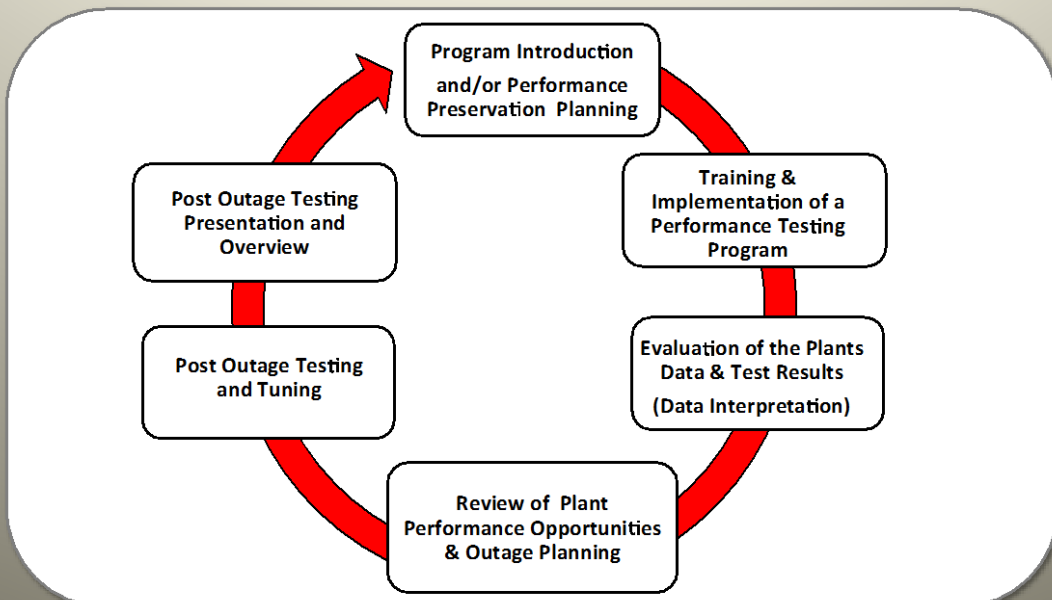 Program Introduction
and/or Performance
Preservation Planning
Training &
Implementation of a
Performance Testing
Program
Evaluation of the Plants
Data & Test Results
(Data Interpretation)
Review of Plant
Performance Opportunities
& Outage Planning
Post Outage Testing
and Tuning
Post Outage Testing
Presentation and
Overview